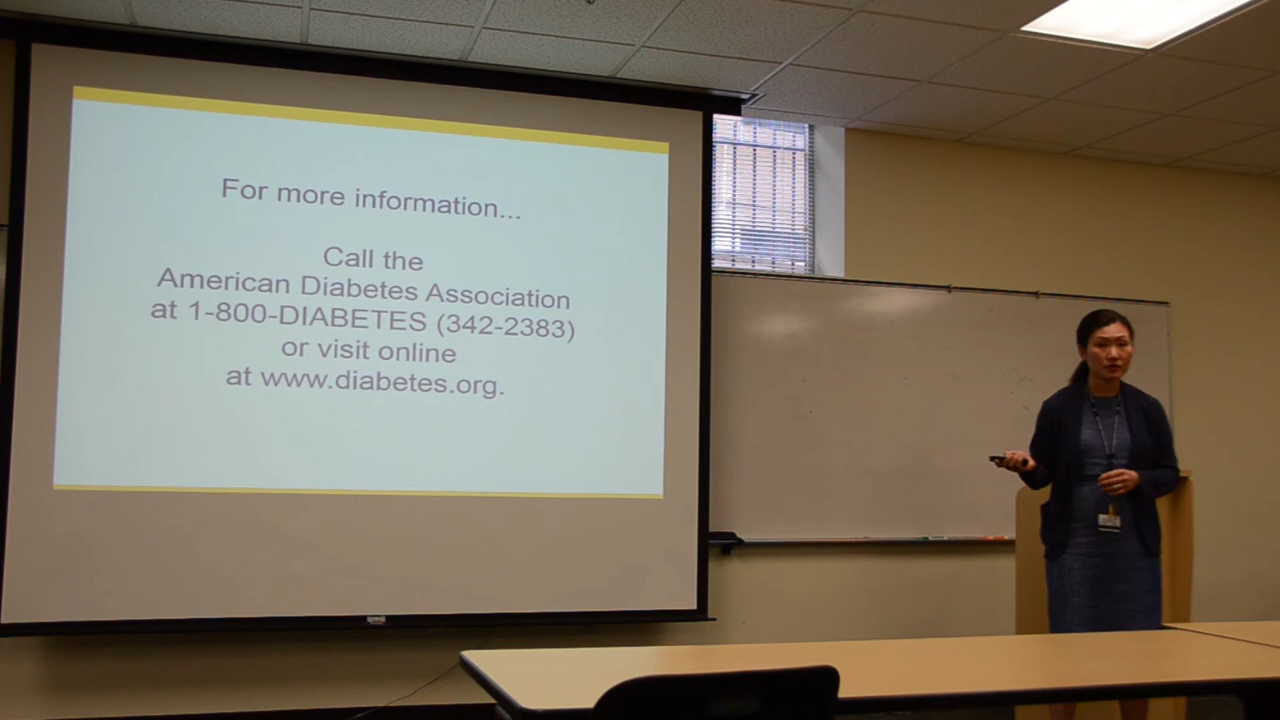 For more information...
Call the
American Diabetes Association
at 1-800-DIABETES (342-2383)
or visit online
at www.diabetes.org.